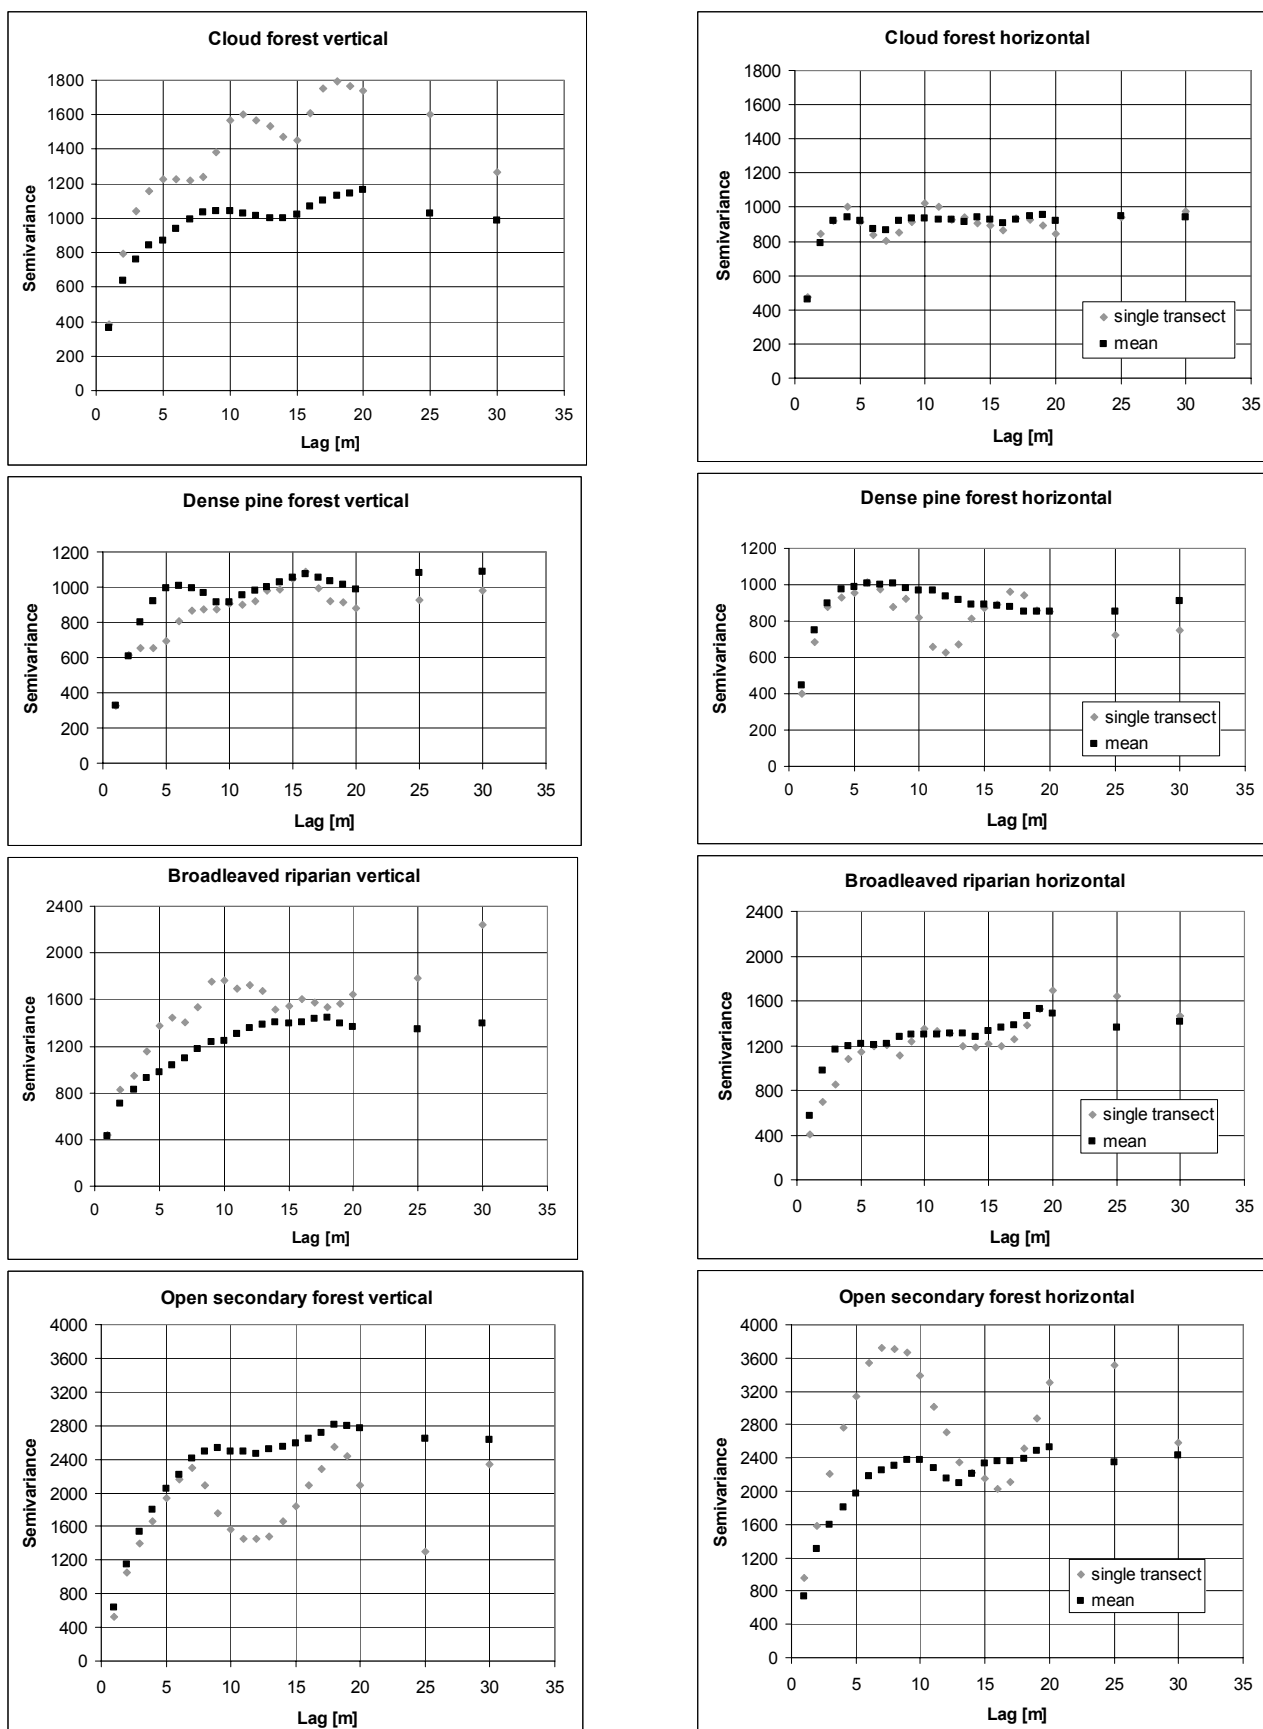 Cloud forest vertical
1800
1600
1400
1200
1000
800
600
400
200
0
Semivariance
0 5 10 15 20 25 30 35
Lag [m]
Cloud forest horizontal
1800
1600
1400
1200
1000
800
600
400
200
0
Semivariance
single transect
mean
0 5 10 15 20 25 30 35
Lag [m]
Dense pine forest vertical
1200
1000
800
600
400
200
0
Semivariance
0 5 10 15 20 25 30 35
Lag [m]
Dense pine forest horizontal
1200
1000
800
600
400
200
0
Semivariance
single transect
mean
0 5 10 15 20 25 30 35
Lag [m]
Broadleaved riparian vertical
2400
2000
1600
1200
800
400
0
Semivariance
0 5 10 15 20 25 30 35
Lag [m]
Broadleaved riparian horizontal
2400
2000
1600
1200
800
400
0
Semivariance
single transect
mean
0 5 10 15 20 25 30 35
Lag [m]
Open secondary forest vertical
4000
3600
3200
2800
2400
2000
1600
1200
800
400
0
Semivariance
0 5 10 15 20 25 30 35
Lag [m]
Open secondary forest horizontal
4000
3600
3200
2800
2400
2000
1600
1200
800
400
0
Semivariance
single transect
mean
0 5 10 15 20 25 30 35
Lag [m]